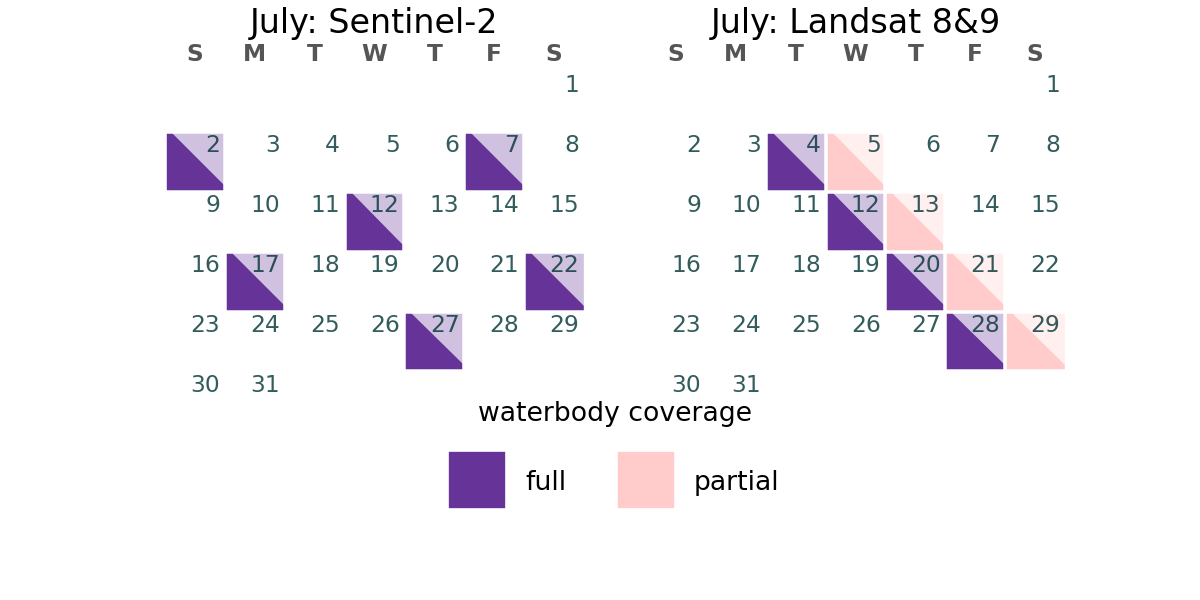 July: Sentinel-2
S M T W T F S
1
2 3 4 5 6 7 8
9 10 11 12 13 14 15
16 17 18 19 20 21 22
23 24 25 26 27 28 29
30 31
July: Landsat 8&9
S M T W T F S
1
2 3 4 5 6 7 8
9 10 11 12 13 14 15
16 17 18 19 20 21 22
23 24 25 26 27 28 29
30 31
waterbody coverage
full
partial